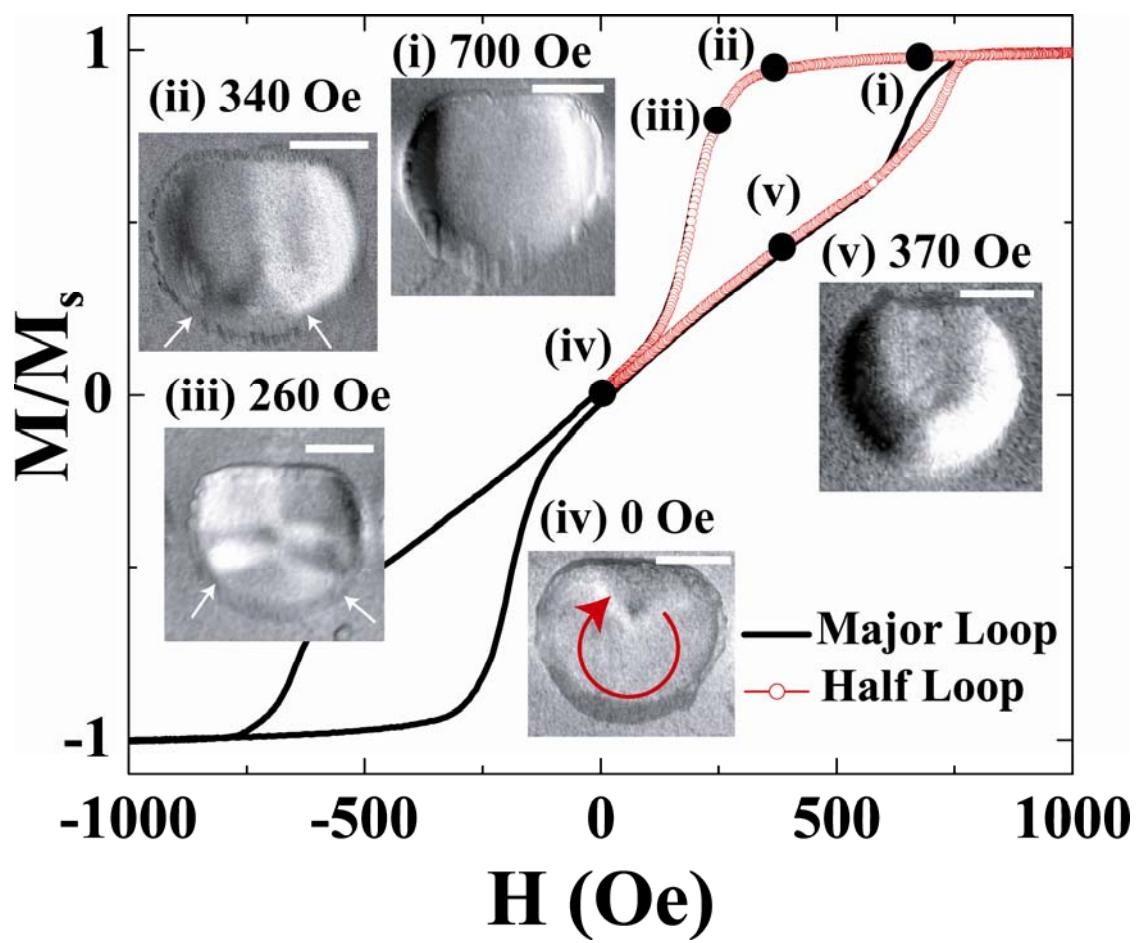 1
(i) 700 Oe
(ii)
(ii) 340 Oe
(i)
(iii)
(v)
(v) 370 Oe
M/Ms
(iv)
0
(iii) 260 Oe
(iv) 0 Oe
Major Loop
Half Loop
-1
-1000
-500
0
500
1000
H (Oe)